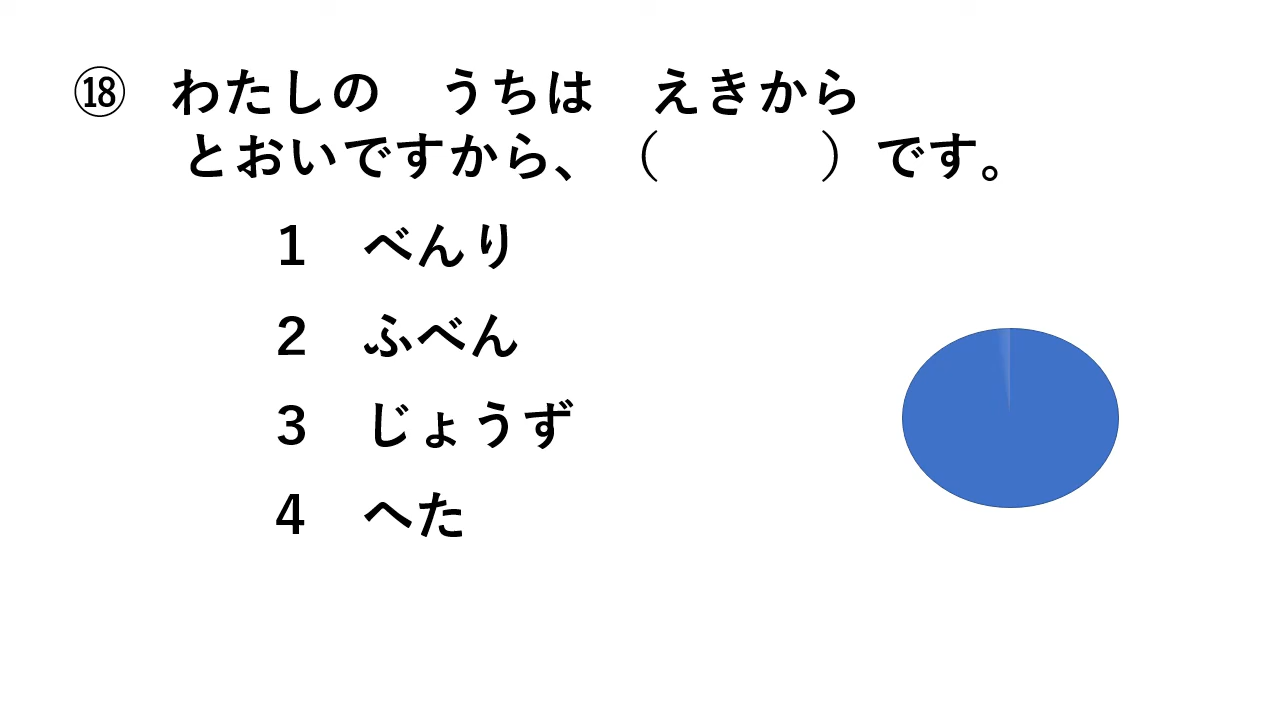 ⑱　わたしの　うちは　えきから
とおいですから、（　　　）です。
1　べんり
2　ふべん
3　じょうず
4　へた